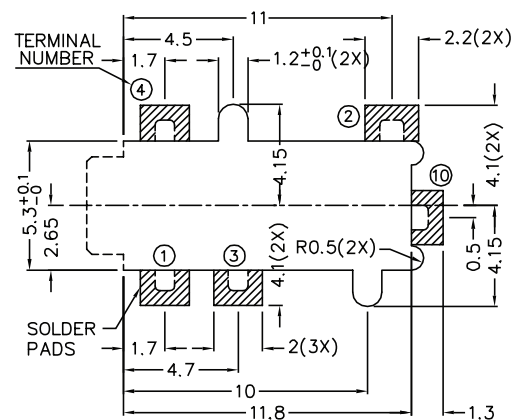 11
4.5
2.2(2X)
TERMINAL
NUMBER
1.7
1.2+0.1-0(2X)
4
2
4.15
4.1(2X)
5.3+0.1-0
2.65
10
1
3
4.1(2X)
R0.5(2X)
0.5
4.15
SOLDER
PADS
1.7
2(3X)
4.7
10
11.8
1.3